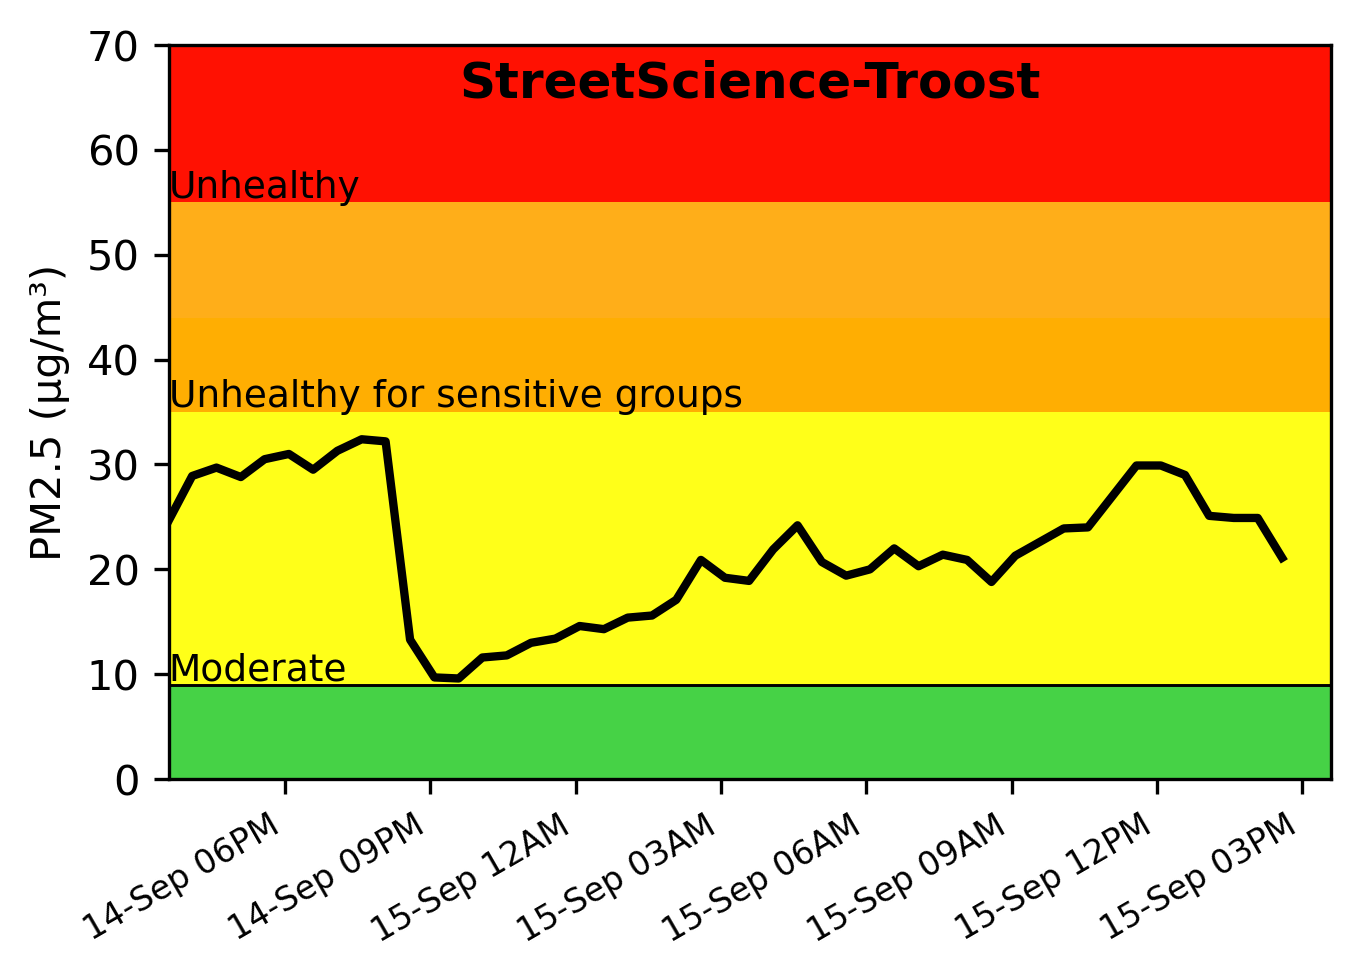 StreetScience-Troost
70
60
50
40
30
20
10
0
PM2.5 (µg/m³)
Unhealthy
Unhealthy for sensitive groups
Moderate
14-Sep 06PM
14-Sep 09PM
15-Sep 12AM
15-Sep 03AM
15-Sep 06AM
15-Sep 09AM
15-Sep 12PM
15-Sep 03PM